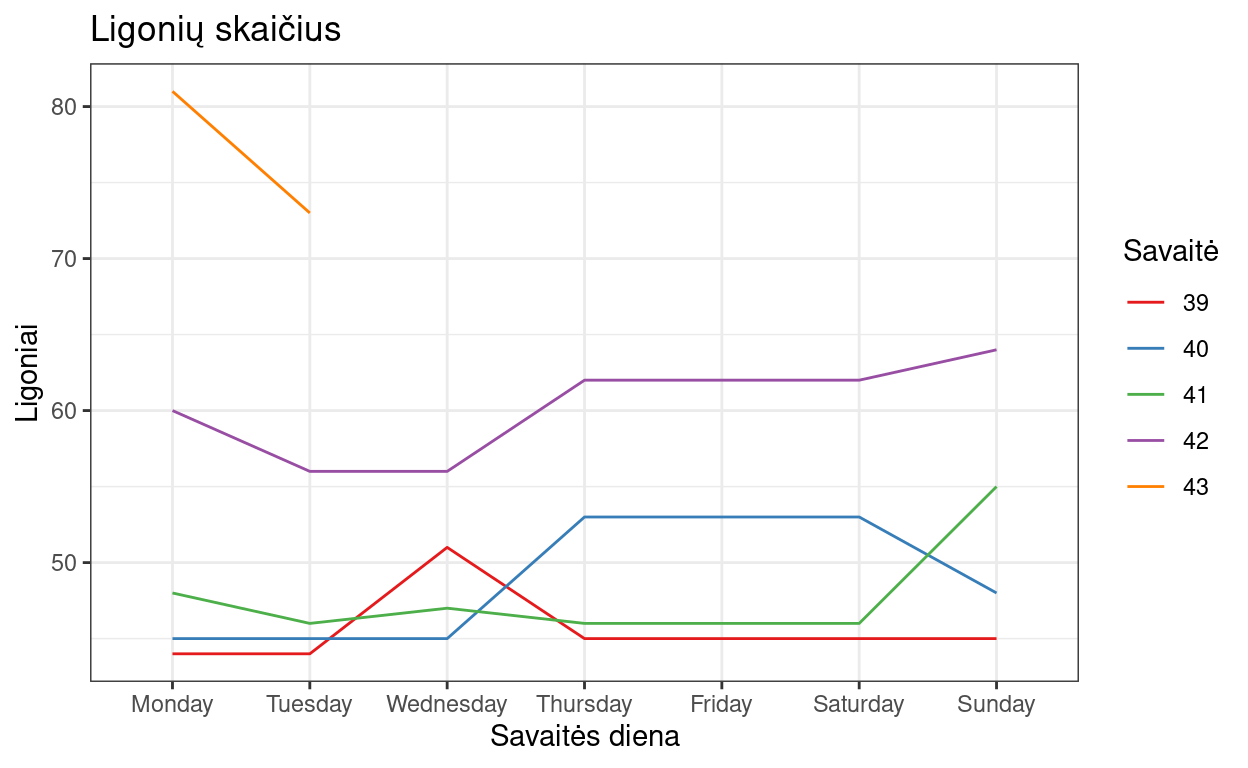 Ligonių skaičius
80
70
60
50
Ligoniai
Monday Tuesday Wednesday Thursday Friday Saturday Sunday
Savaitės diena
Savaitė
39
40
41
42
43